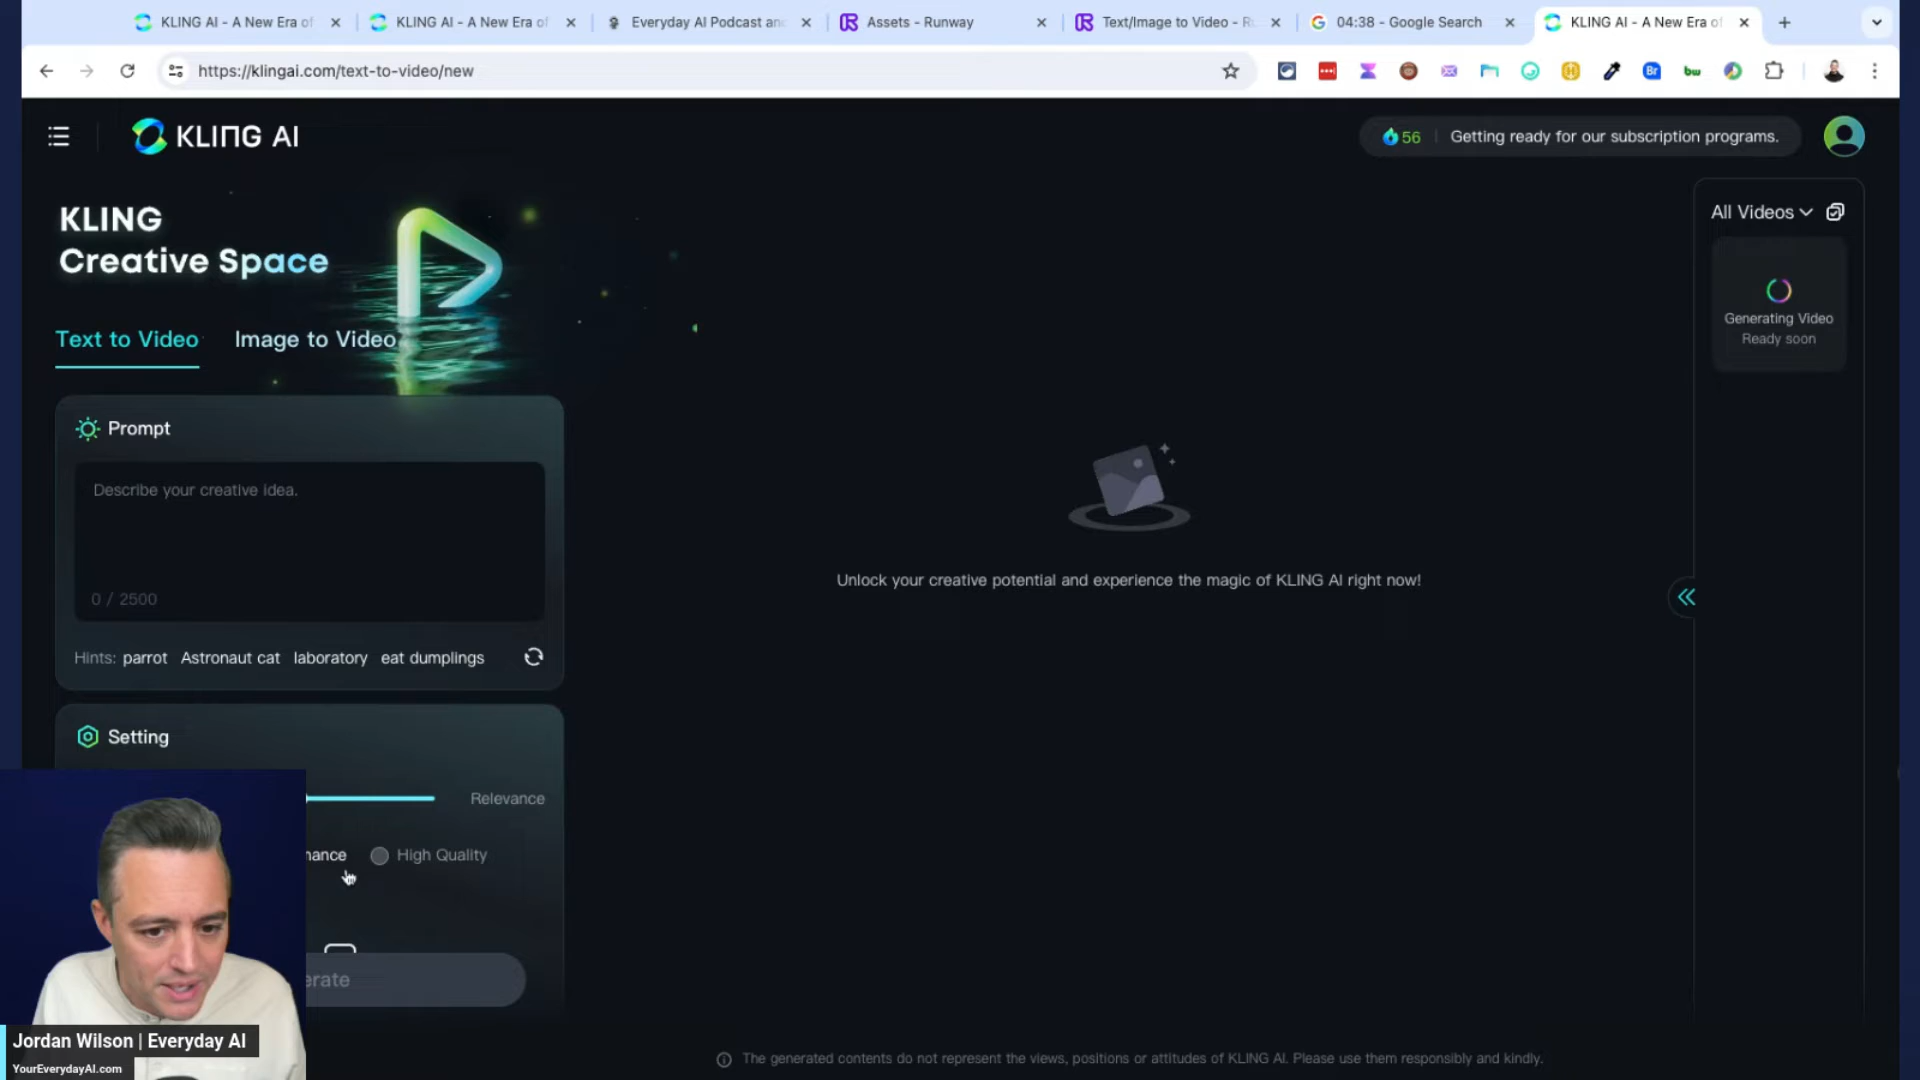 KLING AI - A New Era of
KLING AI - A New Era of
Everyday AI Podcast and
Assets - Runway
Text/Image to Video - R
04:38 - Google Search
KLING AI - A New Era of
https://klingai.com/text-to-video/new
Br
bw
KLING AI
56
Getting ready for our subscription programs.
KLING
Creative Space
All Videos
Generating Video
Ready soon
Text to Video
Image to Video
Prompt
Describe your creative idea.
0 / 2500
Hints: parrot Astronaut cat laboratory eat dumplings
Unlock your creative potential and experience the magic of KLING AI right now!
Setting
Relevance
mance
High Quality
erate
Jordan Wilson | Everyday AI
YourEverydayAI.com
The generated contents do not represent the views, positions or attitudes of KLING AI. Please use them responsibly and kindly.